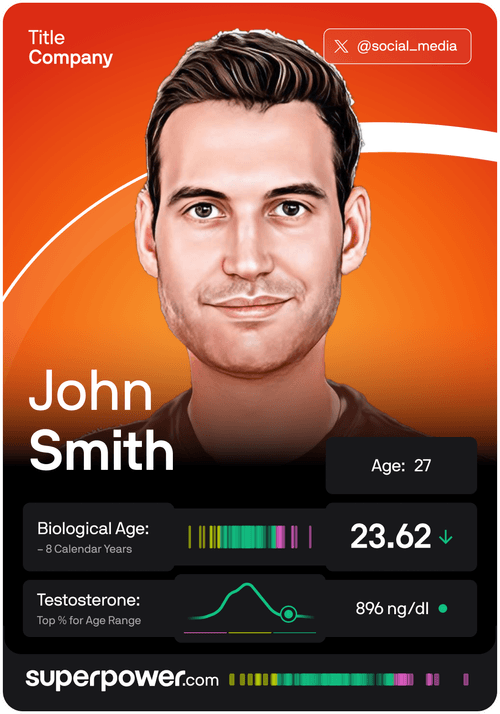 Title
Company
@social_media
John
Smith
Age: 27
Biological Age:
– 8 Calendar Years
23.62
Testosterone:
Top % for Age Range
896 ng/dl
superpower.com